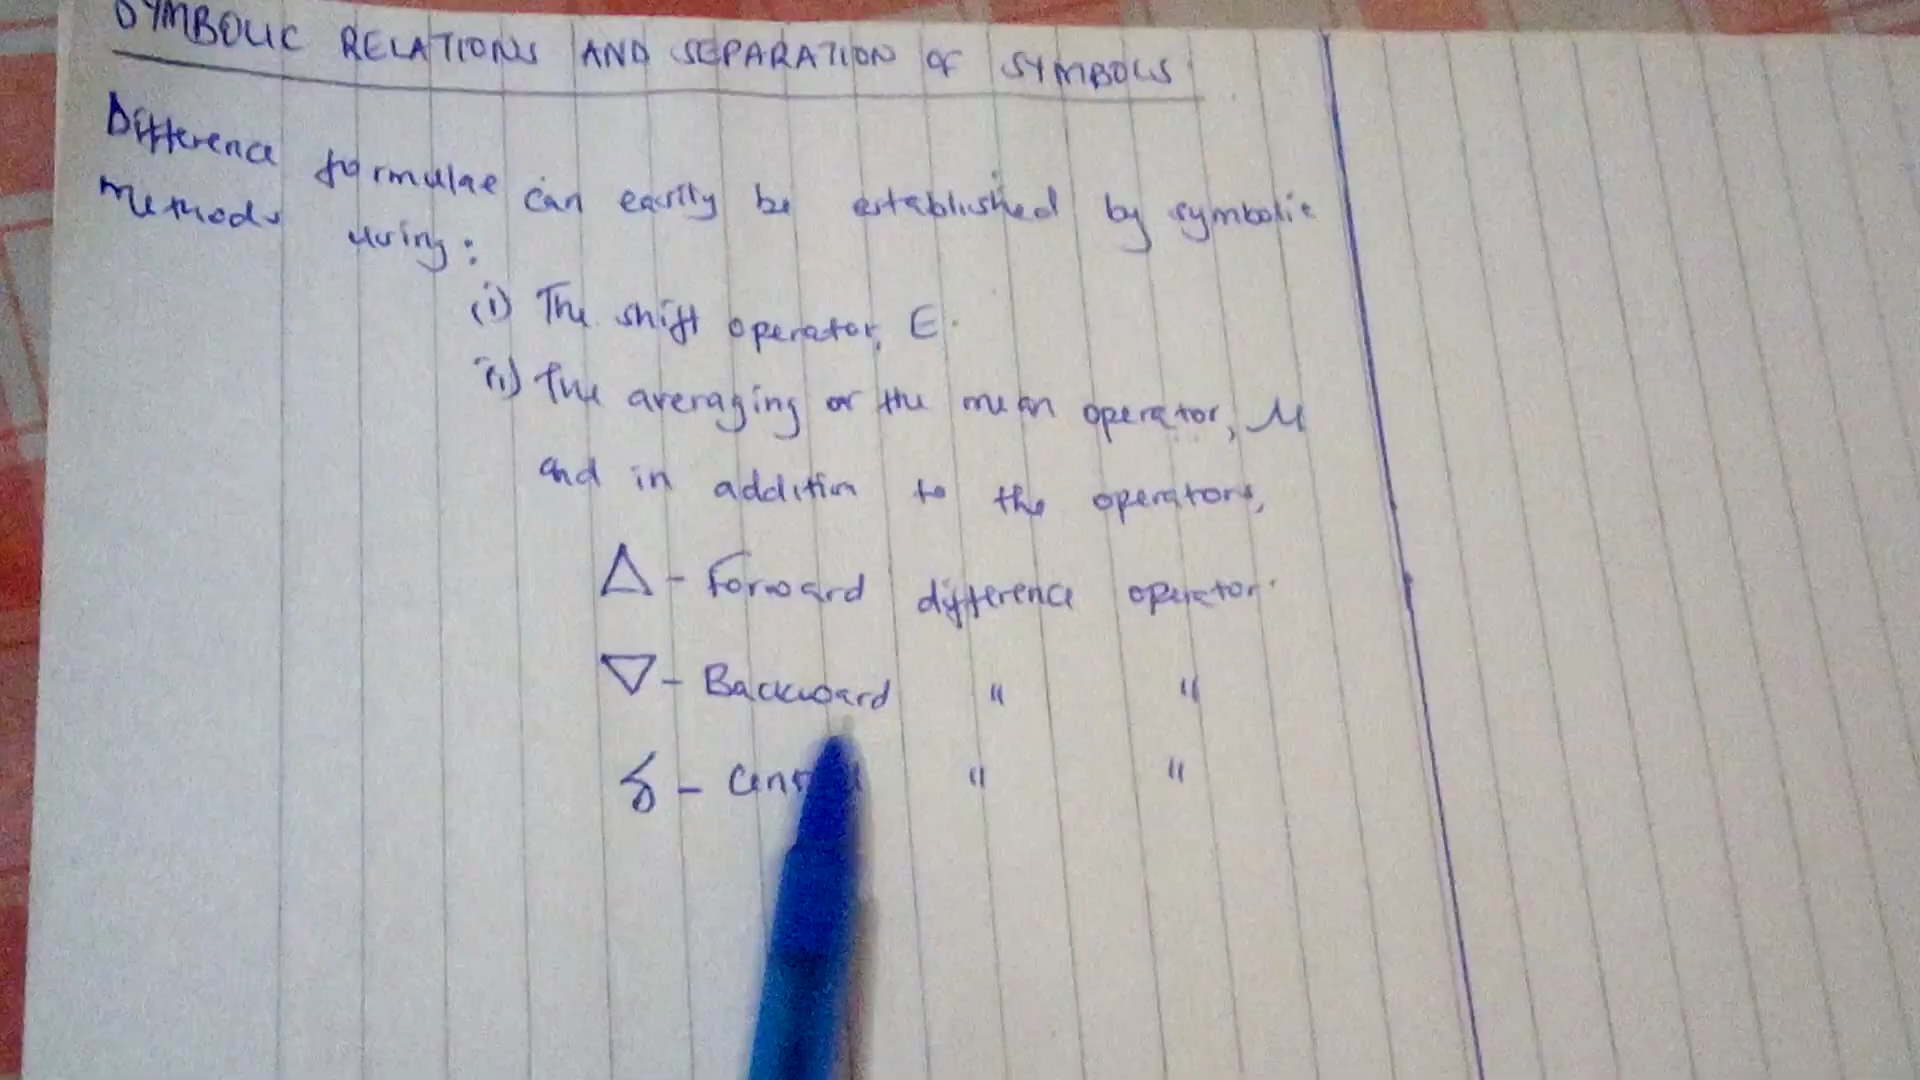 SYMBOLIC RELATIONS AND SEPARATION OF SYMBOLS
Difference formulae can easily be established by symbolic
methods using:
(i) The shift operator, E.
(ii) The averaging or the mean operator, μ
and in addition to the operators,
Δ - Forward difference operator.
∇ - Backward " "
δ - Cent " "